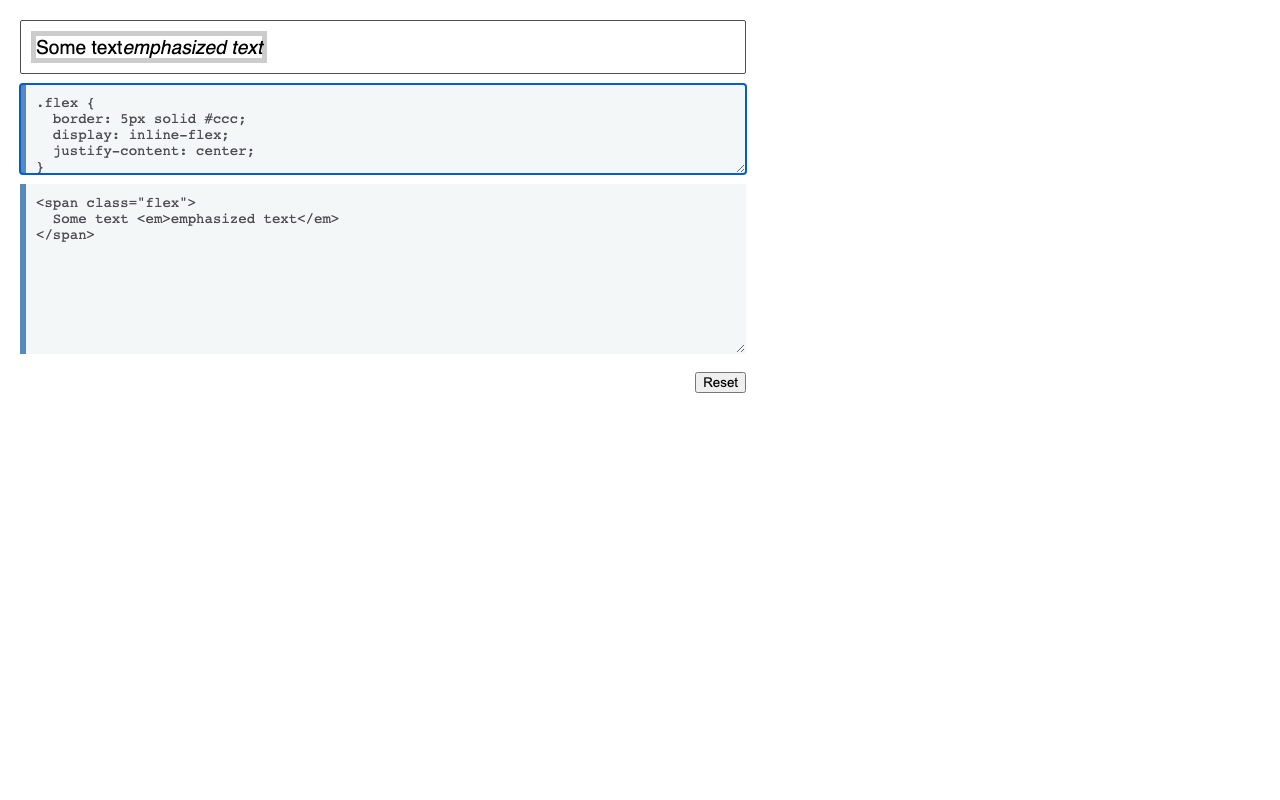 Some textemphasized text
.flex {
  border: 5px solid #ccc;
  display: inline-flex;
  justify-content: center;
}
<span class="flex">
  Some text <em>emphasized text</em>
</span>
Reset